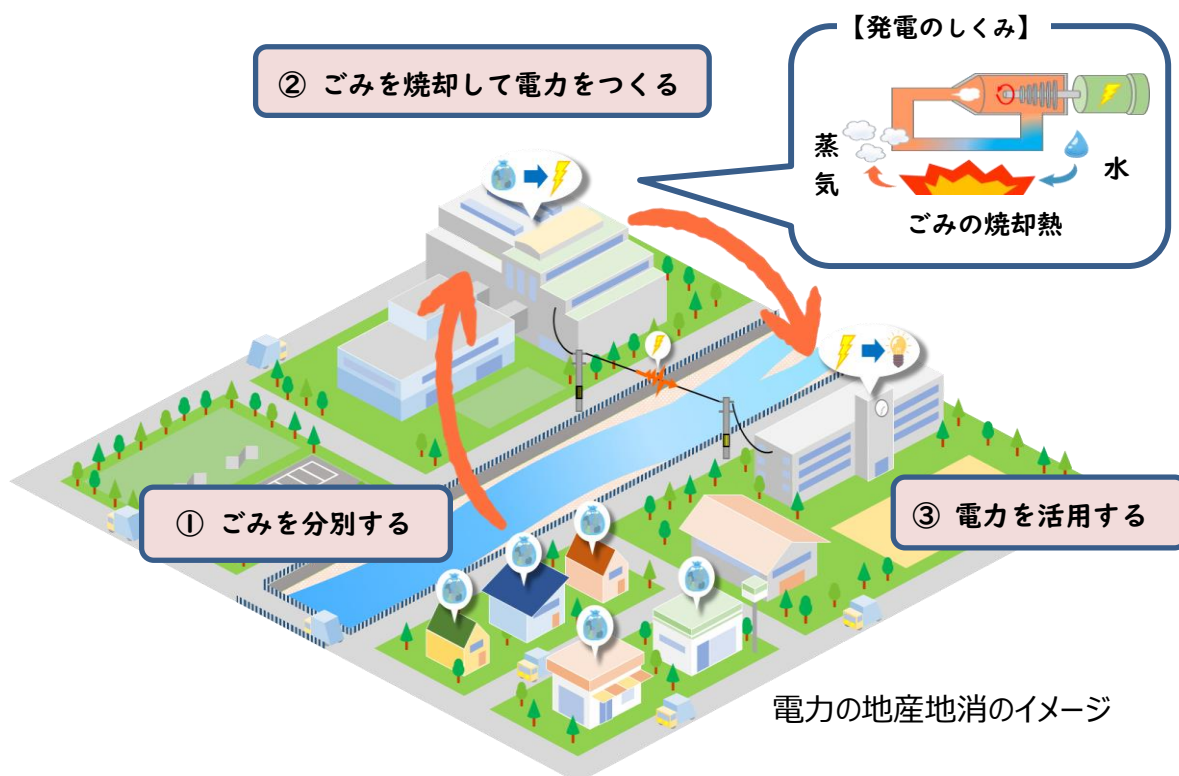 【発電のしくみ】
② ごみを焼却して電力をつくる
蒸気
水
ごみの焼却熱
① ごみを分別する
③ 電力を活用する
電力の地産地消のイメージ